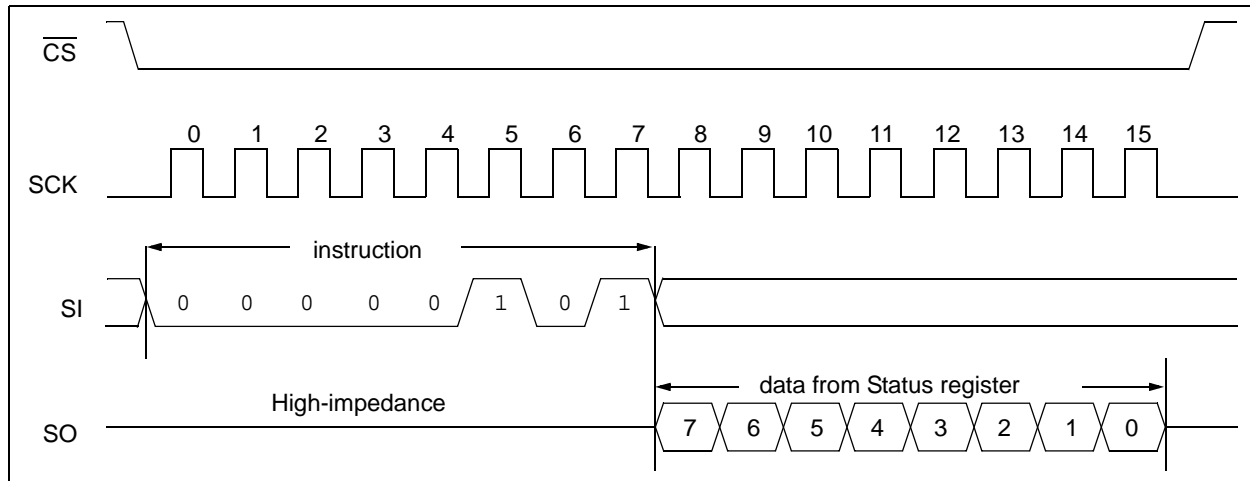 CS
0 1 2 3 4 5 6 7 8 9 10 11 12 13 14 15
SCK
instruction
SI 0 0 0 0 0 1 0 1
data from Status register
High-impedance
SO 7 6 5 4 3 2 1 0